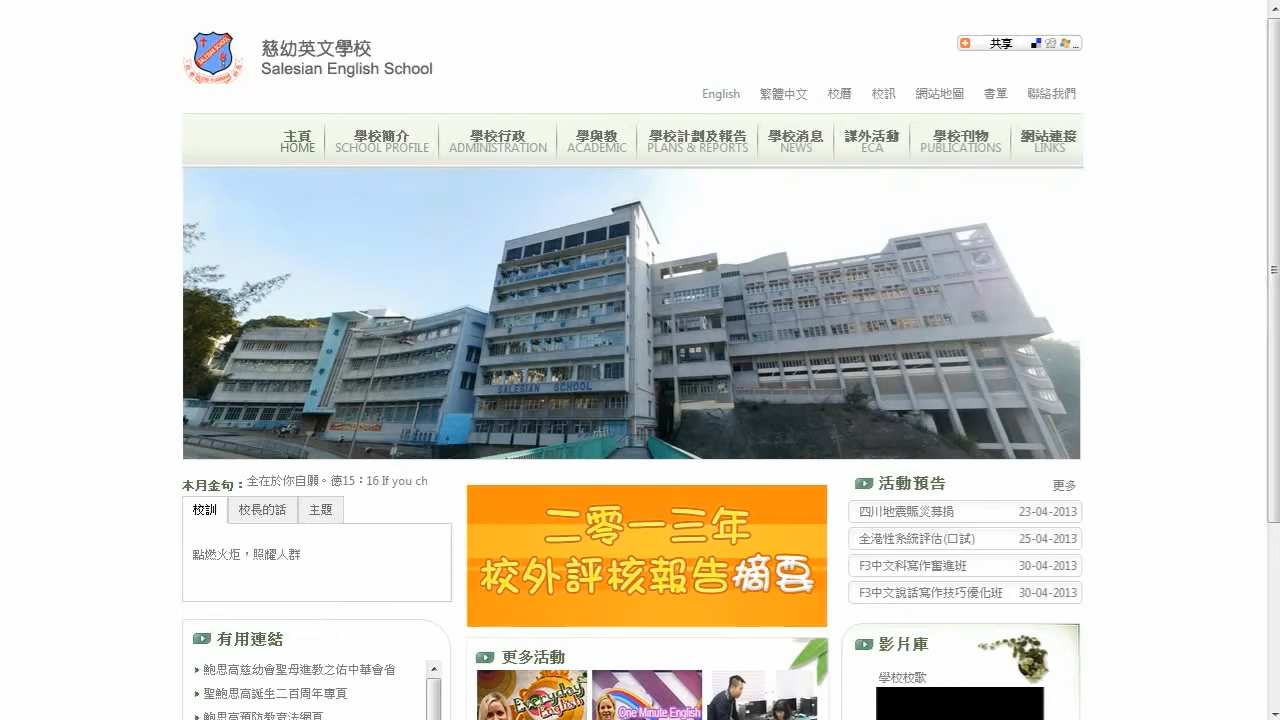 慈幼英文學校
Salesian English School
共享
English 繁體中文 校曆 校訊 網站地圖 書單 聯絡我們
主頁 學校簡介 學校行政 學與教 學校計劃及報告 學校消息 課外活動 學校刊物 網站連接
HOME SCHOOL PROFILE ADMINISTRATION ACADEMIC PLANS & REPORTS NEWS ECA PUBLICATIONS LINKS
SALESIAN SCHOOL
本月金句：全在於你自願。德15：16 If you ch
校訓 校長的話 主題
點燃火炬，照耀人群
有用連結
鮑思高慈幼會聖母進教之佑中華會省
聖鮑思高誕生二百周年專頁
鮑思高預防教育法網頁
二零一三年
校外評核報告摘要
更多活動
Everyday English
One Minute English
活動預告 更多
四川地震賑災募捐 23-04-2013
全港性系統評估(口試) 25-04-2013
F3中文科寫作奮進班 30-04-2013
F3中文說話寫作技巧優化班 30-04-2013
影片庫
學校校歌